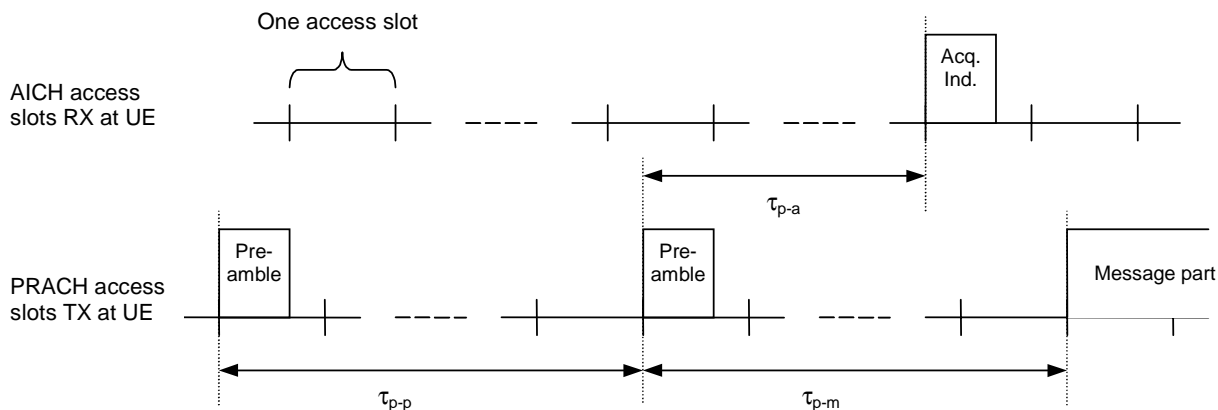 One access slot
AICH access
slots RX at UE
Acq.
Ind.
τp-a
Pre-
amble
Pre-
amble
Message part
PRACH access
slots TX at UE
τp-p
τp-m